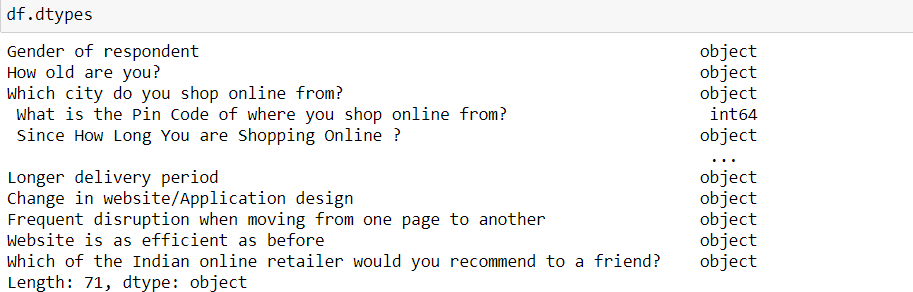 df.dtypes
Gender of respondent object
How old are you? object
Which city do you shop online from? object
What is the Pin Code of where you shop online from? int64
Since How Long You are Shopping Online ? object
...
Longer delivery period object
Change in website/Application design object
Frequent disruption when moving from one page to another object
Website is as efficient as before object
Which of the Indian online retailer would you recommend to a friend? object
Length: 71, dtype: object